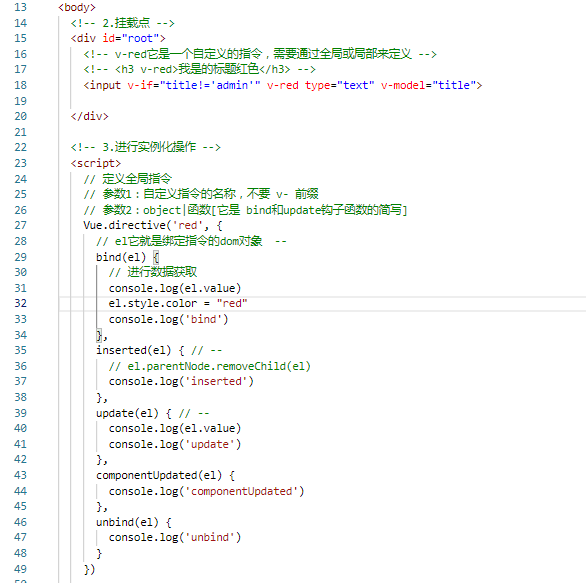 13 <body>
14 <!-- 2.挂载点 -->
15 <div id="root">
16 <!-- v-red它是一个自定义的指令，需要通过全局或局部来定义 -->
17 <!-- <h3 v-red>我是的标题红色</h3> -->
18 <input v-if="title!='admin'" v-red type="text" v-model="title">
19
20 </div>
21
22 <!-- 3.进行实例化操作 -->
23 <script>
24 // 定义全局指令
25 // 参数1：自定义指令的名称，不要 v- 前缀
26 // 参数2：object|函数[它是 bind和update钩子函数的简写]
27 Vue.directive('red', {
28 // el它就是绑定指令的dom对象  --
29 bind(el) {
30 // 进行数据获取
31 console.log(el.value)
32 el.style.color = "red"
33 console.log('bind')
34 },
35 inserted(el) { // --
36 // el.parentNode.removeChild(el)
37 console.log('inserted')
38 },
39 update(el) { // --
40 console.log(el.value)
41 console.log('update')
42 },
43 componentUpdated(el) {
44 console.log('componentUpdated')
45 },
46 unbind(el) {
47 console.log('unbind')
48 }
49 })